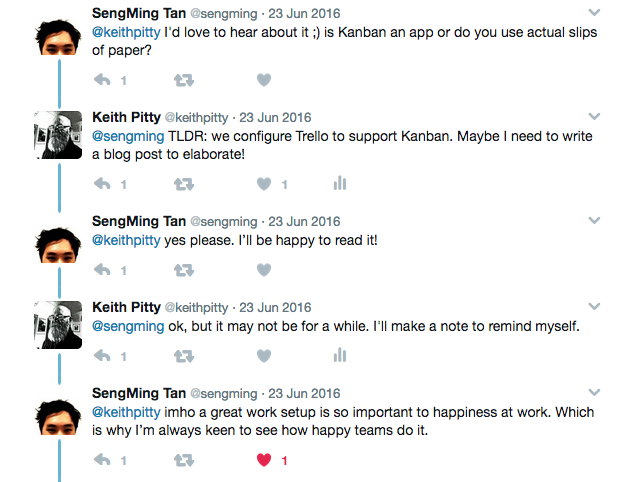 SengMing Tan @sengming · 23 Jun 2016
@keithpitty I'd love to hear about it ;) is Kanban an app or do you use actual slips
of paper?
1
Keith Pitty @keithpitty · 23 Jun 2016
@sengming TLDR: we configure Trello to support Kanban. Maybe I need to write
a blog post to elaborate!
1 1
SengMing Tan @sengming · 23 Jun 2016
@keithpitty yes please. I’ll be happy to read it!
1
Keith Pitty @keithpitty · 23 Jun 2016
@sengming ok, but it may not be for a while. I'll make a note to remind myself.
1
SengMing Tan @sengming · 23 Jun 2016
@keithpitty imho a great work setup is so important to happiness at work. Which
is why I’m always keen to see how happy teams do it.
1 1